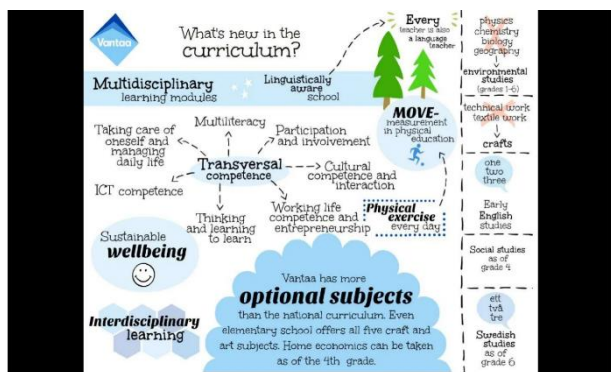 Vantaa
What's new in the
curriculum?
Multidisciplinary
learning modules
Linguistically
aware
school
Every
teacher is also
a language
teacher
MOVE-
measurement
in physical
education
Physical
exercise
every day
Multiliteracy
Taking care of
oneself and
managing
daily life
Participation
and involvement
Transversal
competence
Cultural
competence and
interaction
ICT competence
Thinking
and learning
to learn
Working life
competence and
entrepreneurship
Sustainable
wellbeing
Interdisciplinary
learning
Vantaa has more
optional subjects
than the national curriculum. Even
elementary school offers all five craft and
art subjects. Home economics can be taken
as of the 4th grade.
physics
chemistry
biology
geography
environmental
studies
(grades 1-6)
technical work
textile work
crafts
one
two
three
Early
English
studies
Social studies
as of
grade 4
ett
två
tre
Swedish
studies
as of
grade 6